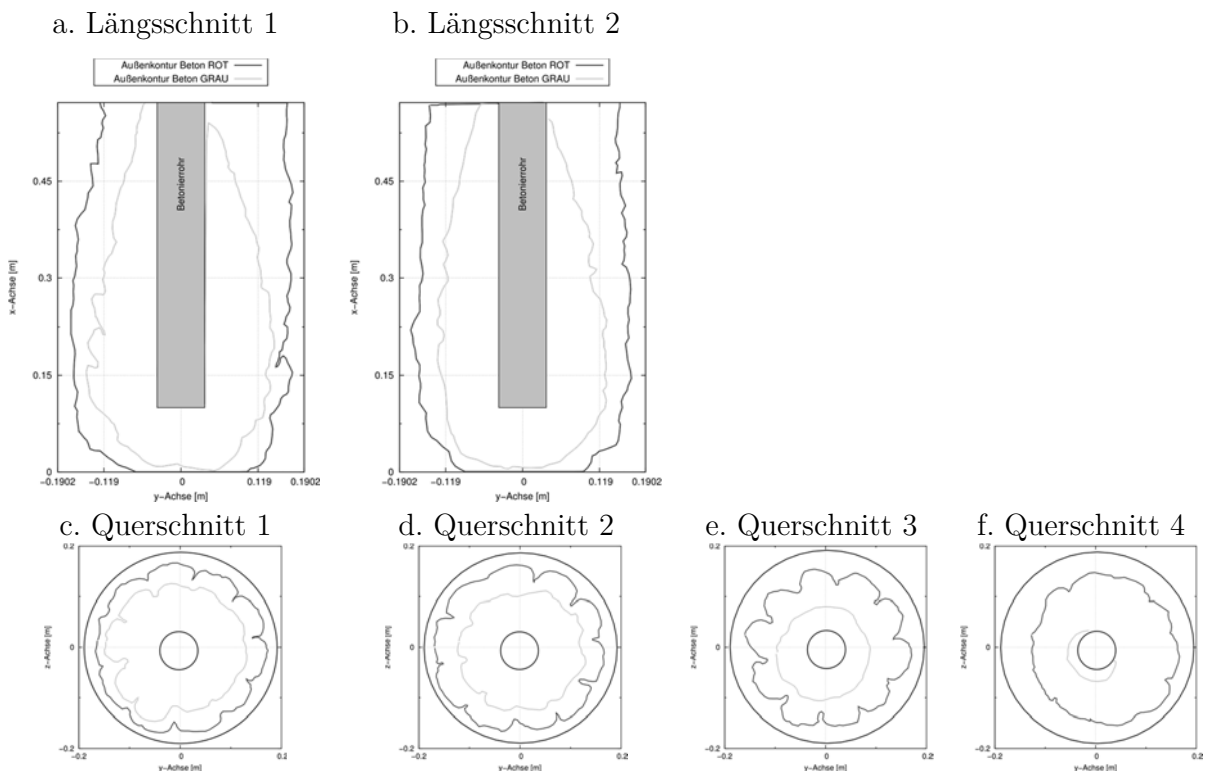 a. Längsschnitt 1
b. Längsschnitt 2
Außenkontur Beton ROT
Außenkontur Beton GRAU
Außenkontur Beton ROT
Außenkontur Beton GRAU
x-Achse [m]
0.45
0.3
0.15
0
Betonierrohr
-0.1902 -0.119 0 0.119 0.1902
y-Achse [m]
x-Achse [m]
0.45
0.3
0.15
0
Betonierrohr
-0.1902 -0.119 0 0.119 0.1902
y-Achse [m]
c. Querschnitt 1
0.2
z-Achse [m]
0
-0.2
-0.2 0 0.2
y-Achse [m]
d. Querschnitt 2
0.2
z-Achse [m]
0
-0.2
-0.2 0 0.2
y-Achse [m]
e. Querschnitt 3
0.2
z-Achse [m]
0
-0.2
-0.2 0 0.2
y-Achse [m]
f. Querschnitt 4
0.2
z-Achse [m]
0
-0.2
-0.2 0 0.2
y-Achse [m]